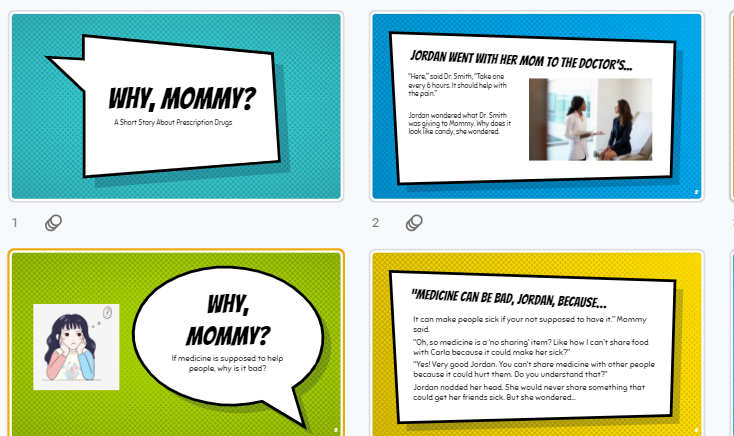 WHY, MOMMY?
A Short Story About Prescription Drugs
1
JORDAN WENT WITH HER MOM TO THE DOCTOR'S...
"Here," said Dr. Smith, "Take one
every 6 hours. It should help with
the pain."
Jordan wondered what Dr. Smith
was giving to Mommy. Why does it
look like candy, she wondered.
2
2
WHY,
MOMMY?
If medicine is supposed to help
people, why is it bad?
?
"MEDICINE CAN BE BAD, JORDAN, BECAUSE...
It can make people sick if your not supposed to have it." Mommy
said.
"Oh, so medicine is a 'no sharing' item? Like how I can't share food
with Carla because it could make her sick?"
"Yes! Very good Jordan. You can't share medicine with other people
because it could hurt them. Do you understand that?"
Jordan nodded her head. She would never share something that
could get her friends sick. But she wondered...